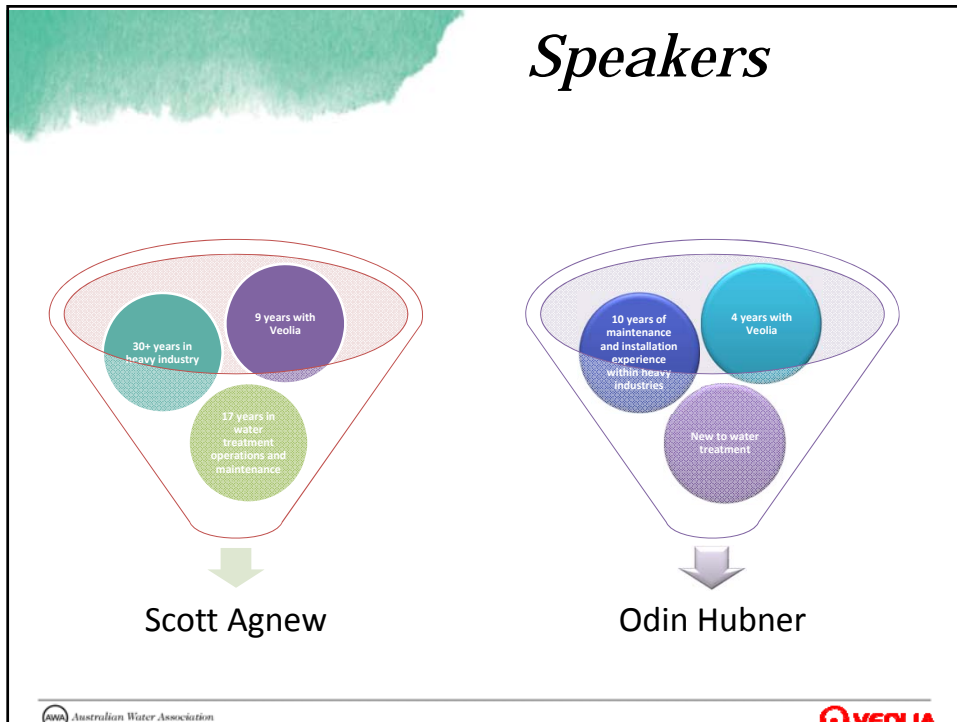 Speakers
30+ years in
heavy industry
9 years with
Veolia
17 years in
water
treatment
operations and
maintenance
Scott Agnew
10 years of
maintenance
and installation
experience
within heavy
industries
4 years with
Veolia
New to water
treatment
Odin Hubner
AWA Australian Water Association
VEOLIA